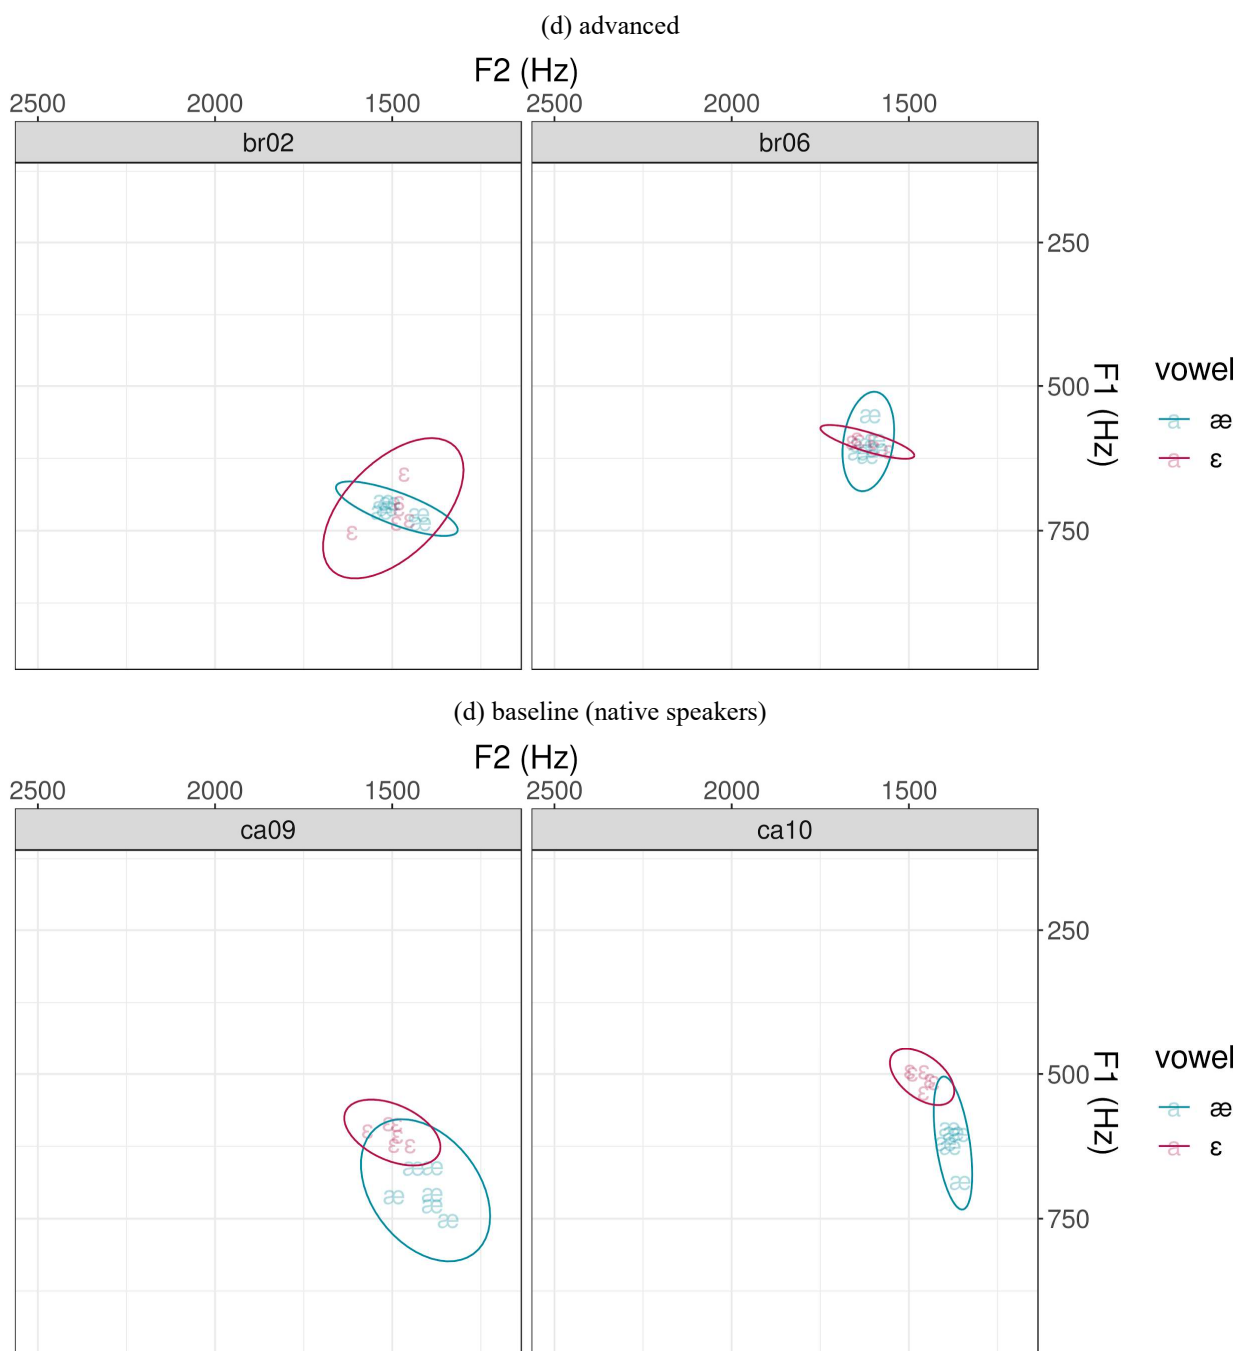 (d) advanced
F2 (Hz)
2500 2000 1500 2500 2000 1500
br02 br06
250
500
750
F1 (Hz)
vowel
a æ
a ɛ
æ æ æ æ æ æ æ
ɛ ɛ ɛ ɛ ɛ ɛ
(d) baseline (native speakers)
F2 (Hz)
2500 2000 1500 2500 2000 1500
ca09 ca10
250
500
750
F1 (Hz)
vowel
a æ
a ɛ